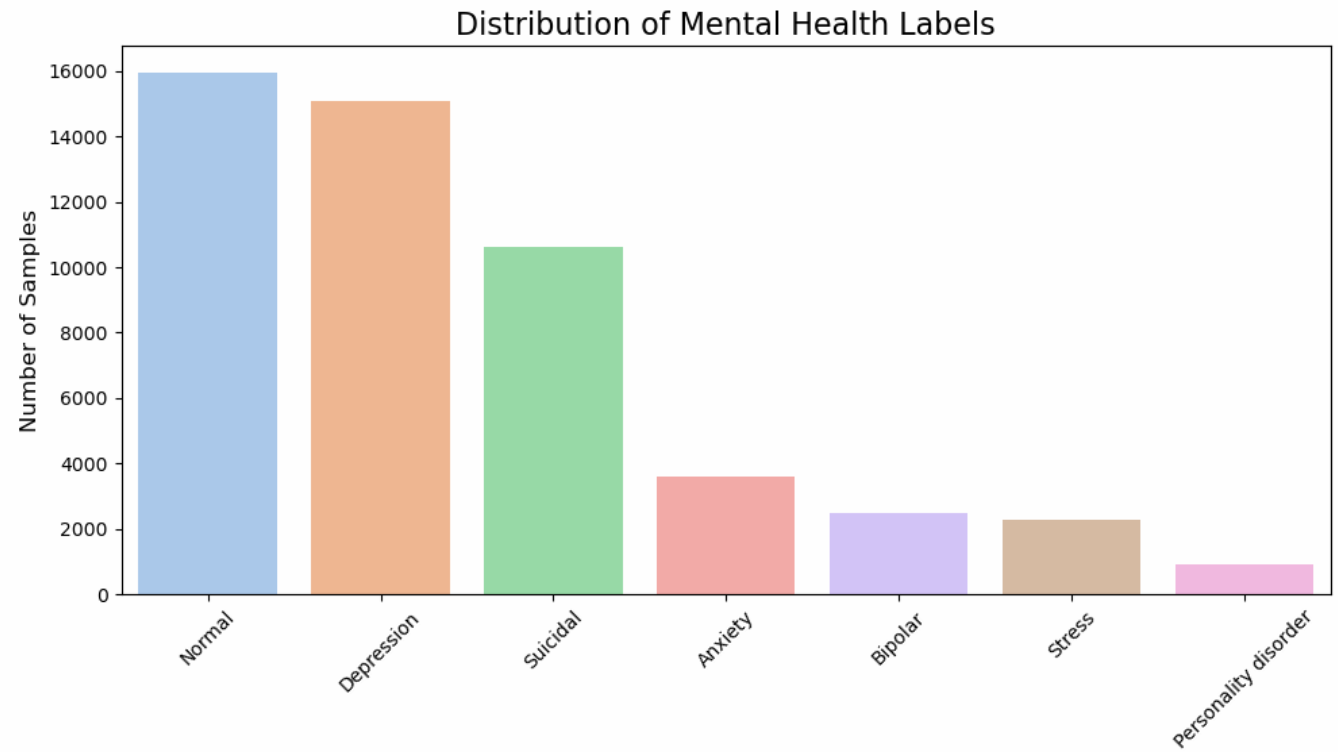 Distribution of Mental Health Labels
Number of Samples
16000
14000
12000
10000
8000
6000
4000
2000
0
Normal
Depression
Suicidal
Anxiety
Bipolar
Stress
Personality disorder